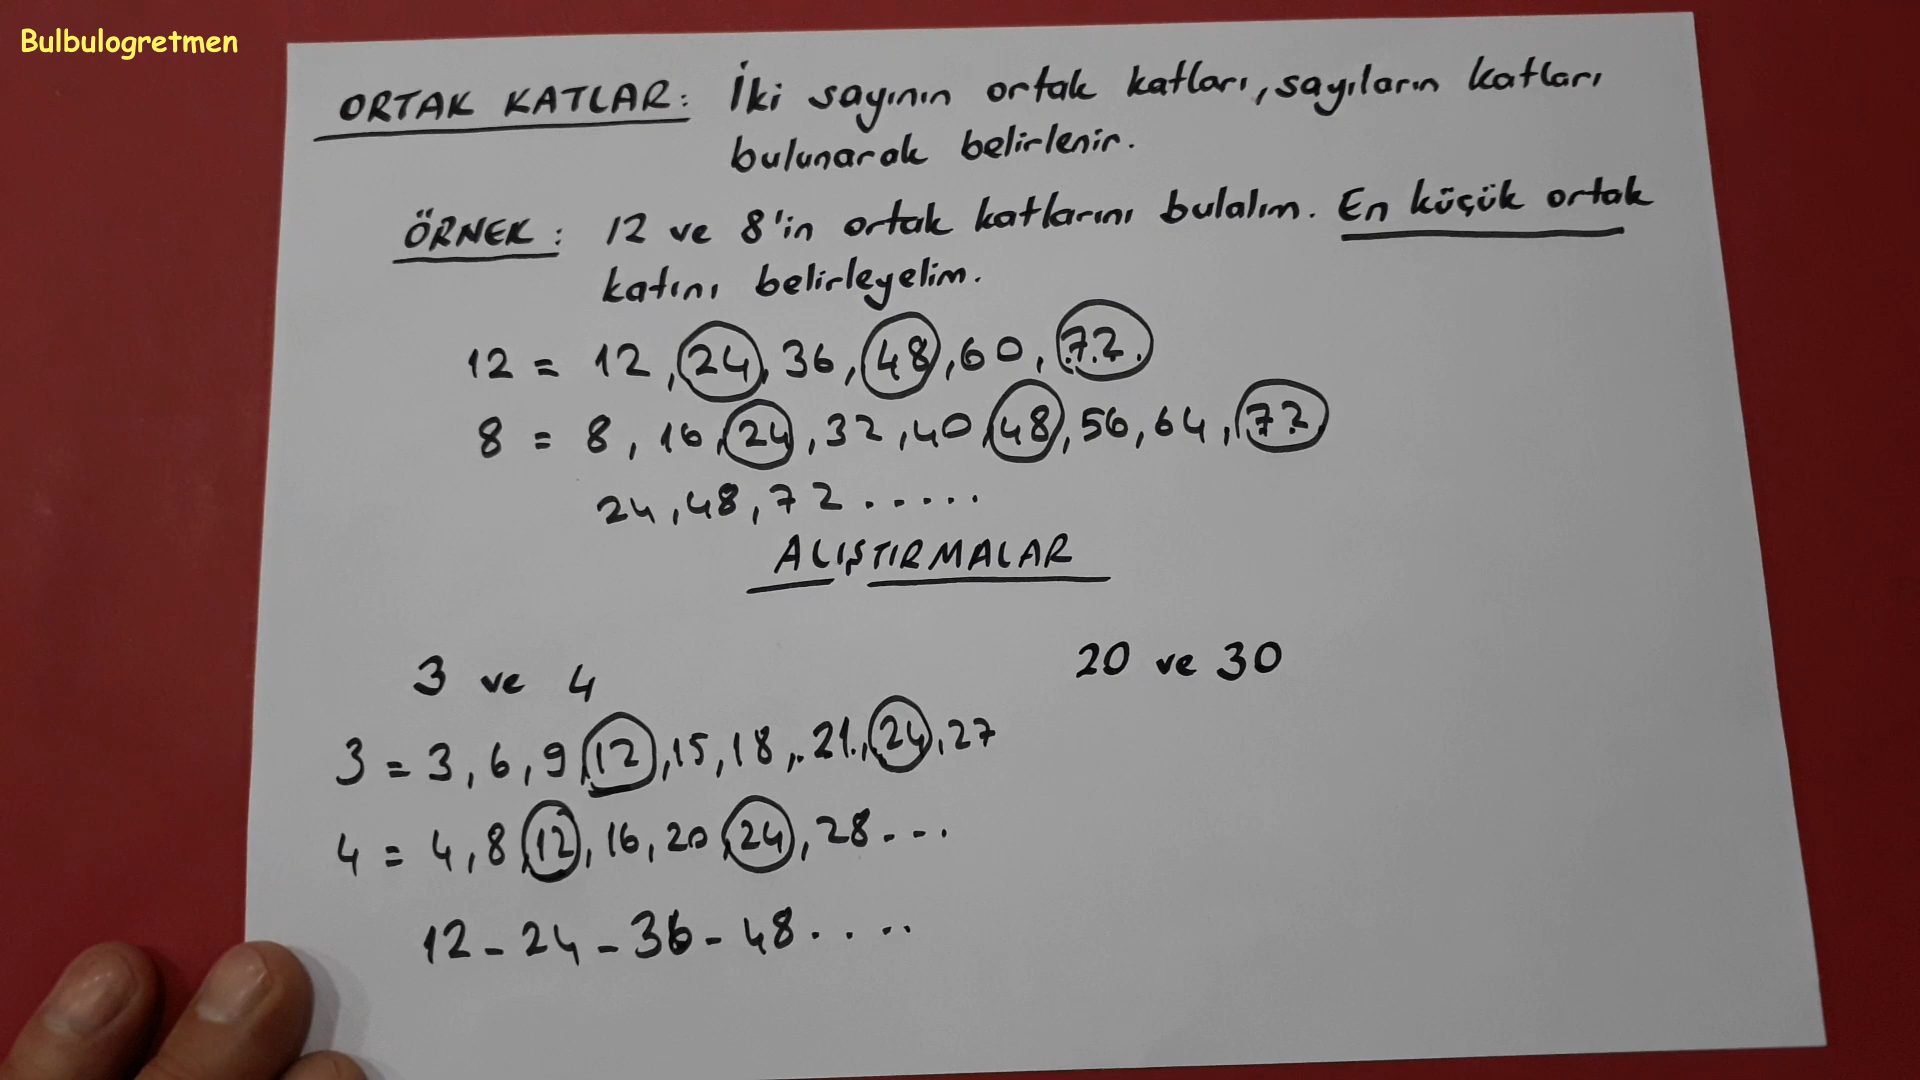 Bulbulogretmen
ORTAK KATLAR: İki sayının ortak katları, sayıların katları
bulunarak belirlenir.
ÖRNEK: 12 ve 8'in ortak katlarını bulalım. En küçük ortak
katını belirleyelim.
12 = 12, 24, 36, 48, 60, 72.
8 = 8, 16, 24, 32, 40, 48, 56, 64, 72
24, 48, 72.....
ALIŞTIRMALAR
3 ve 4
20 ve 30
3 = 3, 6, 9, 12, 15, 18, 21, 24, 27
4 = 4, 8, 12, 16, 20, 24, 28...
12 - 24 - 36 - 48....